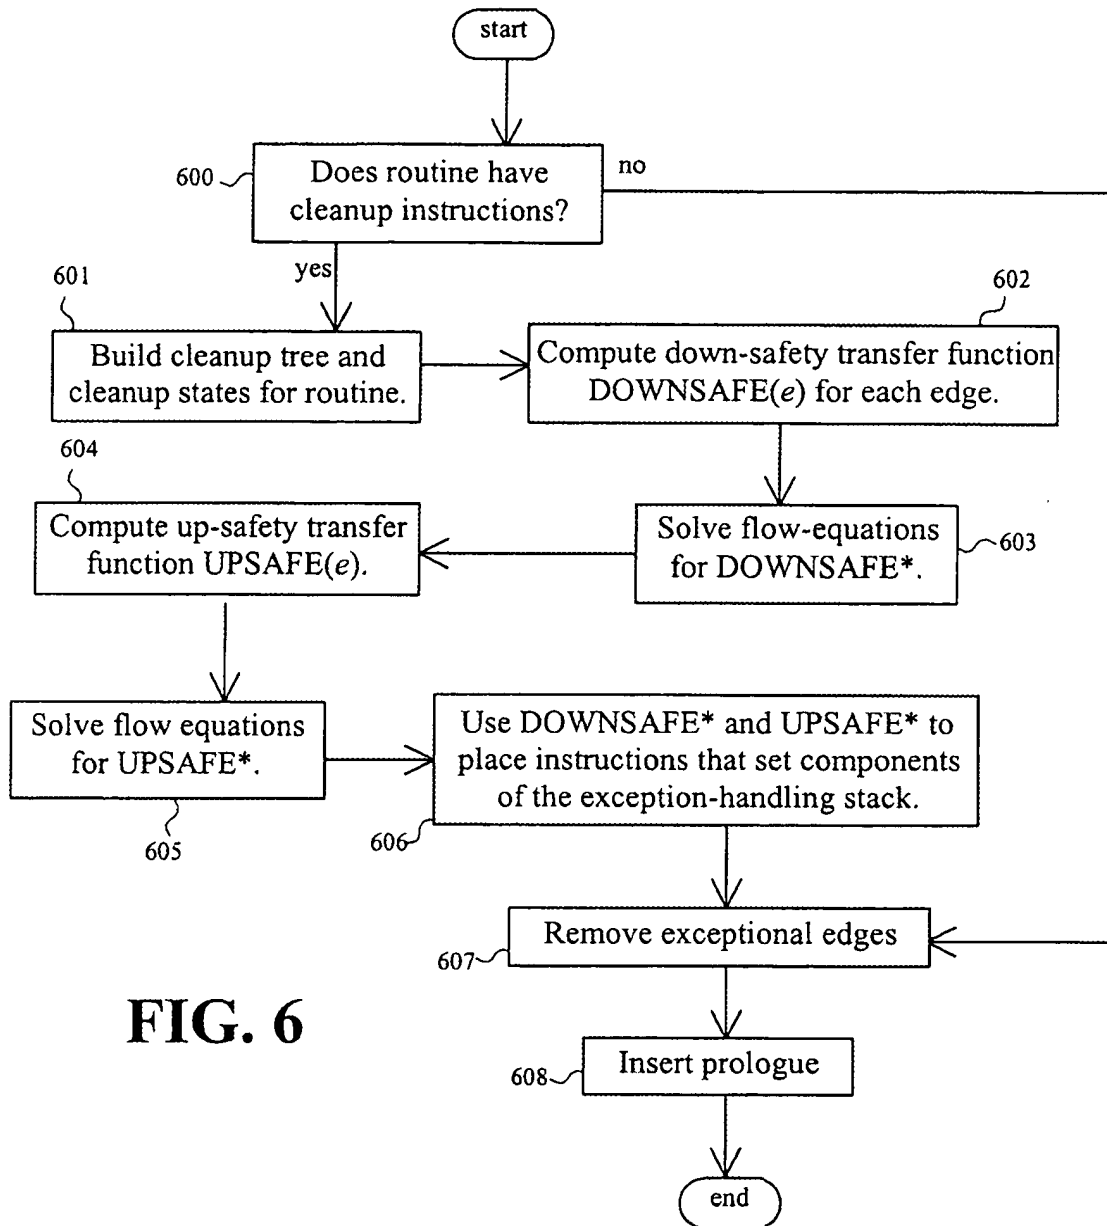 start
600
Does routine have
cleanup instructions?
no
yes
601
Build cleanup tree and
cleanup states for routine.
602
Compute down-safety transfer function
DOWNSAFE(e) for each edge.
604
Compute up-safety transfer
function UPSAFE(e).
Solve flow-equations
for DOWNSAFE*.
603
Solve flow equations
for UPSAFE*.
605
Use DOWNSAFE* and UPSAFE* to
place instructions that set components
of the exception-handling stack.
606
Remove exceptional edges
607
FIG. 6
Insert prologue
608
end